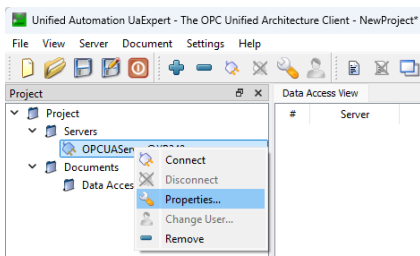 Unified Automation UaExpert - The OPC Unified Architecture Client - NewProject*
File View Server Document Settings Help
Project
Data Access View
# Server
Project
Servers
Connect
Documents
Disconnect
Data Acces
Properties...
Change User...
Remove